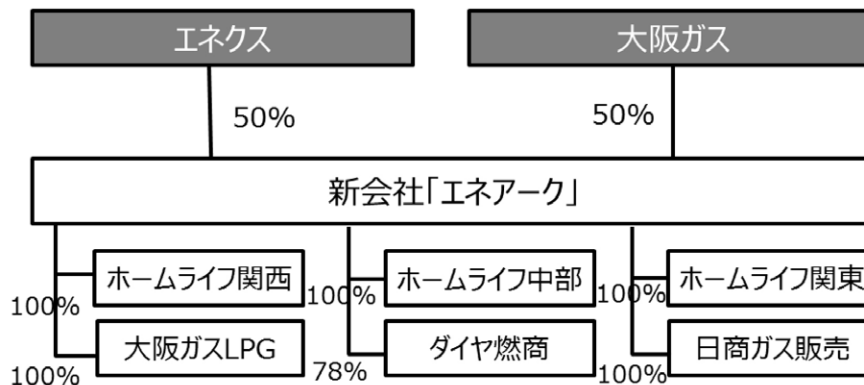 エネクス
大阪ガス
50%
50%
新会社「エネアーク」
ホームライフ関西
ホームライフ中部
ホームライフ関東
100%
100%
100%
大阪ガスLPG
ダイヤ燃商
日商ガス販売
100%
78%
100%